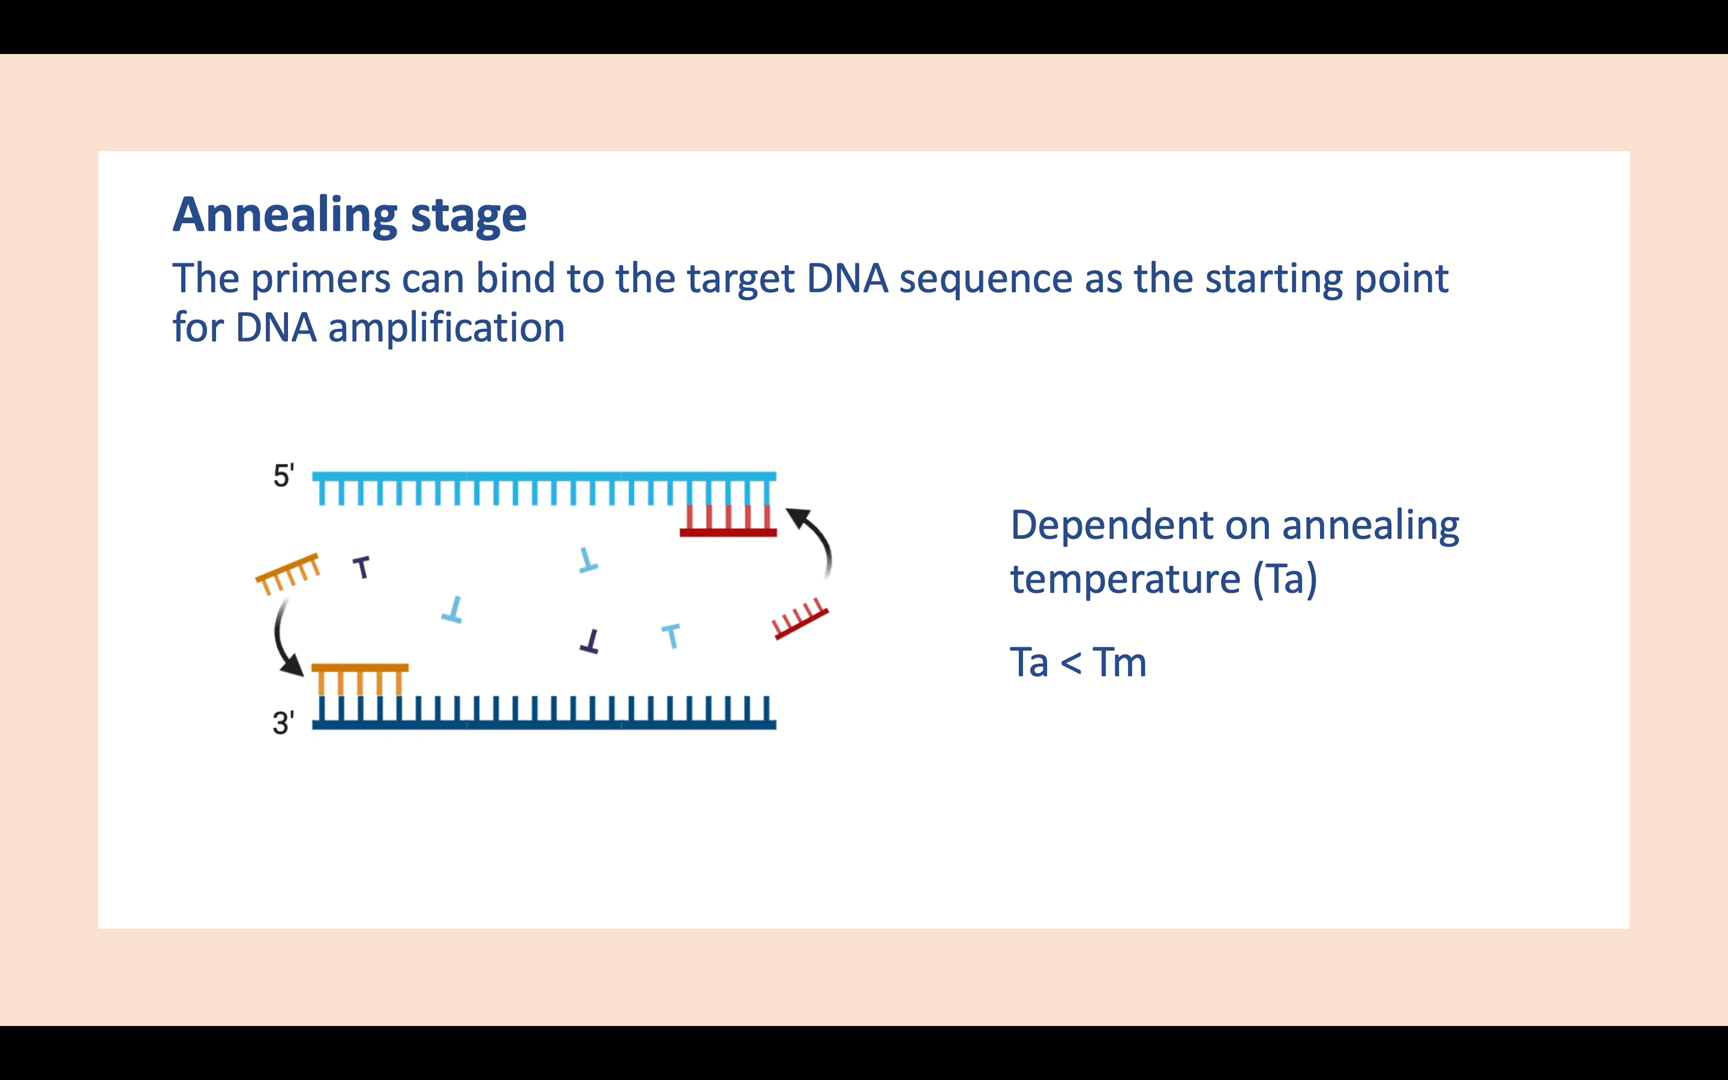 Annealing stage
The primers can bind to the target DNA sequence as the starting point
for DNA amplification
5'
3'
Dependent on annealing
temperature (Ta)
Ta < Tm